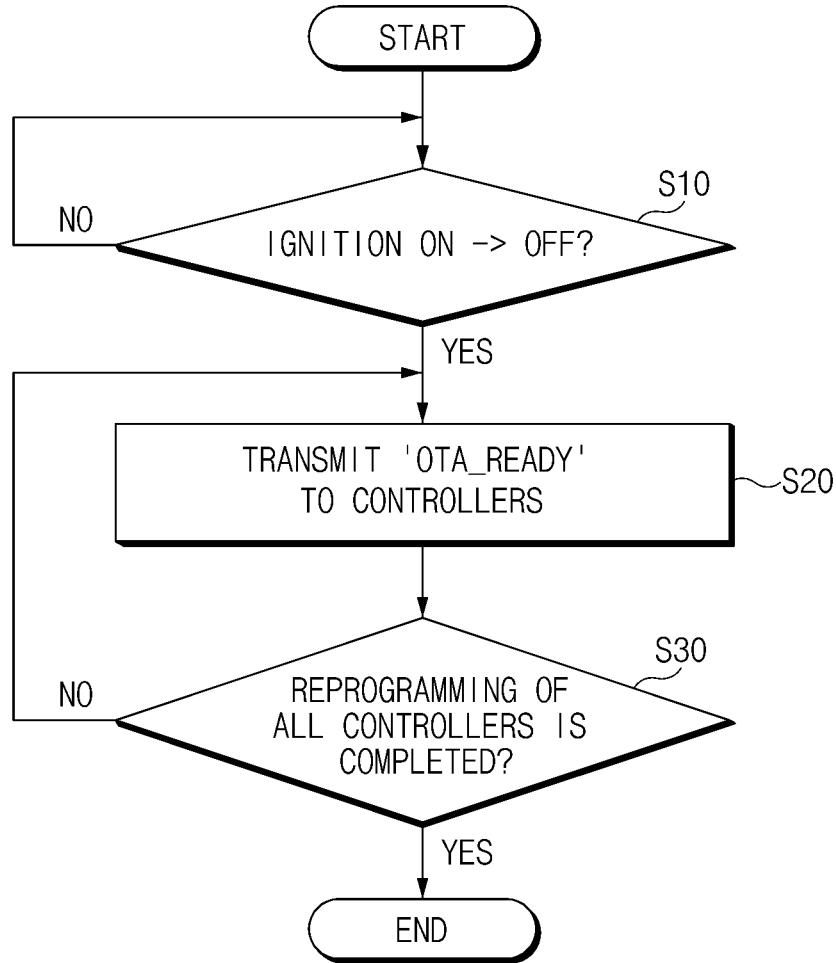 START
S10
NO
IGNITION ON -> OFF?
YES
TRANSMIT 'OTA_READY'
TO CONTROLLERS
S20
S30
NO
REPROGRAMMING OF
ALL CONTROLLERS IS
COMPLETED?
YES
END